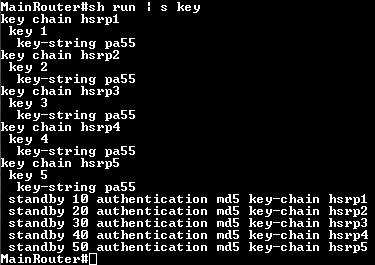 MainRouter#sh run | s key
key chain hsrp1
 key 1
  key-string pa55
key chain hsrp2
 key 2
  key-string pa55
key chain hsrp3
 key 3
  key-string pa55
key chain hsrp4
 key 4
  key-string pa55
key chain hsrp5
 key 5
  key-string pa55
 standby 10 authentication md5 key-chain hsrp1
 standby 20 authentication md5 key-chain hsrp2
 standby 30 authentication md5 key-chain hsrp3
 standby 40 authentication md5 key-chain hsrp4
 standby 50 authentication md5 key-chain hsrp5
MainRouter#